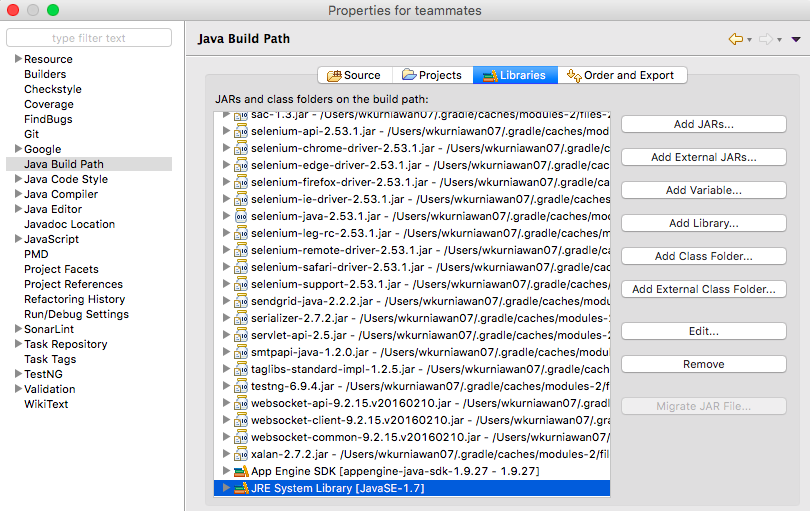 Properties for teammates
type filter text
Resource
Builders
Checkstyle
Coverage
FindBugs
Git
Google
Java Build Path
Java Code Style
Java Compiler
Java Editor
Javadoc Location
JavaScript
PMD
Project Facets
Project References
Refactoring History
Run/Debug Settings
SonarLint
Task Repository
Task Tags
TestNG
Validation
WikiText
Java Build Path
Source
Projects
Libraries
Order and Export
JARs and class folders on the build path:
sac-1.3.jar - /Users/wkurniawan07/.gradle/caches/modules-2/files-2
selenium-api-2.53.1.jar - /Users/wkurniawan07/.gradle/caches/modu
selenium-chrome-driver-2.53.1.jar - /Users/wkurniawan07/.gradle/c
selenium-edge-driver-2.53.1.jar - /Users/wkurniawan07/.gradle/cac
selenium-firefox-driver-2.53.1.jar - /Users/wkurniawan07/.gradle/ca
selenium-ie-driver-2.53.1.jar - /Users/wkurniawan07/.gradle/cache
selenium-java-2.53.1.jar - /Users/wkurniawan07/.gradle/caches/mo
selenium-leg-rc-2.53.1.jar - /Users/wkurniawan07/.gradle/caches/m
selenium-remote-driver-2.53.1.jar - /Users/wkurniawan07/.gradle/c
selenium-safari-driver-2.53.1.jar - /Users/wkurniawan07/.gradle/ca
selenium-support-2.53.1.jar - /Users/wkurniawan07/.gradle/caches/
sendgrid-java-2.2.2.jar - /Users/wkurniawan07/.gradle/caches/mod
serializer-2.7.2.jar - /Users/wkurniawan07/.gradle/caches/modules-2
servlet-api-2.5.jar - /Users/wkurniawan07/.gradle/caches/modules-2
smtpapi-java-1.2.0.jar - /Users/wkurniawan07/.gradle/caches/modu
taglibs-standard-impl-1.2.5.jar - /Users/wkurniawan07/.gradle/cach
testng-6.9.4.jar - /Users/wkurniawan07/.gradle/caches/modules-2/f
websocket-api-9.2.15.v20160210.jar - /Users/wkurniawan07/.gradle
websocket-client-9.2.15.v20160210.jar - /Users/wkurniawan07/.gra
websocket-common-9.2.15.v20160210.jar - /Users/wkurniawan07/
xalan-2.7.2.jar - /Users/wkurniawan07/.gradle/caches/modules-2/fil
App Engine SDK [appengine-java-sdk-1.9.27 - 1.9.27]
JRE System Library [JavaSE-1.7]
Add JARs...
Add External JARs...
Add Variable...
Add Library...
Add Class Folder...
Add External Class Folder...
Edit...
Remove
Migrate JAR File...